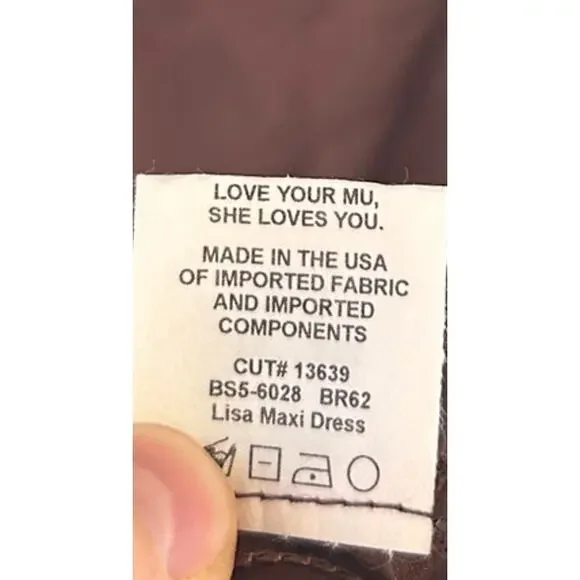 LOVE YOUR MU,
SHE LOVES YOU.
MADE IN THE USA
OF IMPORTED FABRIC
AND IMPORTED
COMPONENTS
CUT# 13639
BS5-6028 BR62
Lisa Maxi Dress